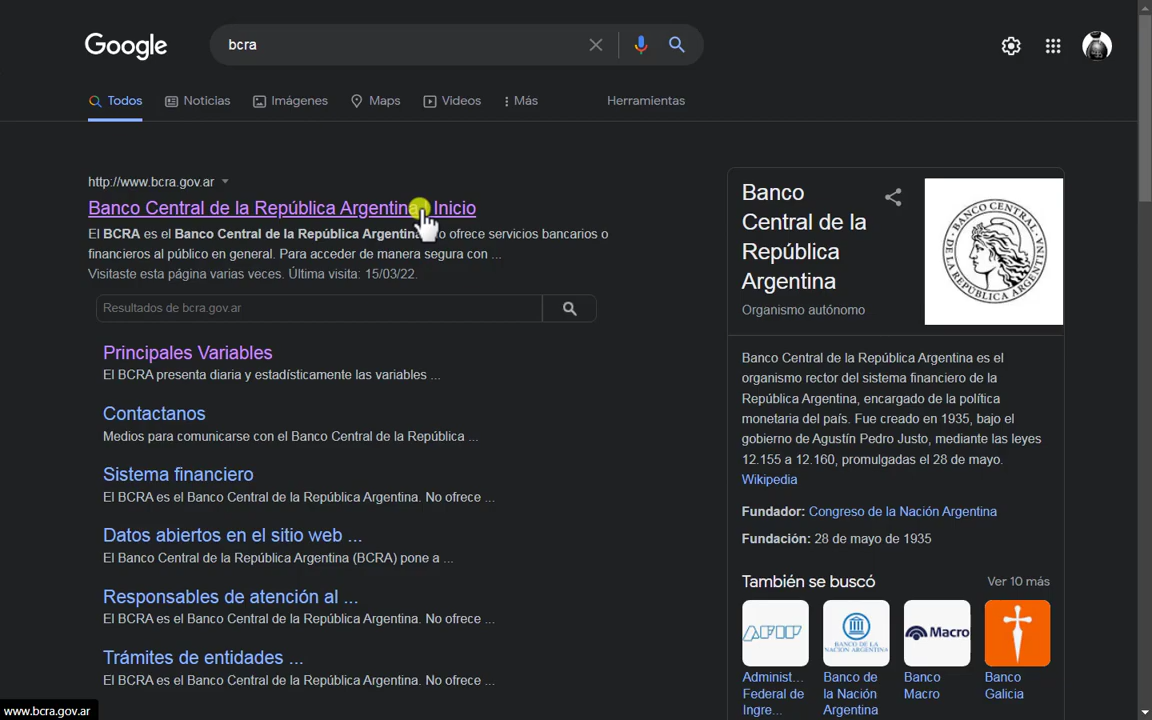 Google
bcra
Todos
Noticias
Imágenes
Maps
Videos
Más
Herramientas
http://www.bcra.gov.ar
Banco Central de la República Argentin Inicio
El BCRA es el Banco Central de la República Argentin o ofrece servicios bancarios o
financieros al público en general. Para acceder de manera segura con ...
Visitaste esta página varias veces. Última visita: 15/03/22.
Resultados de bcra.gov.ar
Principales Variables
El BCRA presenta diaria y estadísticamente las variables ...
Contactanos
Medios para comunicarse con el Banco Central de la República ...
Sistema financiero
El BCRA es el Banco Central de la República Argentina. No ofrece ...
Datos abiertos en el sitio web ...
El Banco Central de la República Argentina (BCRA) pone a ...
Responsables de atención al ...
El BCRA es el Banco Central de la República Argentina. No ofrece ...
Trámites de entidades ...
El BCRA es el Banco Central de la República Argentina. No ofrece ...
www.bcra.gov.ar
Banco
Central de la
República
Argentina
Organismo autónomo
BANCO CENTRAL
DE LA REPÚBLICA ARGENTINA
Banco Central de la República Argentina es el
organismo rector del sistema financiero de la
República Argentina, encargado de la política
monetaria del país. Fue creado en 1935, bajo el
gobierno de Agustín Pedro Justo, mediante las leyes
12.155 a 12.160, promulgadas el 28 de mayo.
Wikipedia
Fundador: Congreso de la Nación Argentina
Fundación: 28 de mayo de 1935
También se buscó
Ver 10 más
AFIP
BANCO DE LA
NACIÓN ARGENTINA
Macro
Administ...
Federal de
Ingre...
Banco de
la Nación
Argentina
Banco
Macro
Banco
Galicia